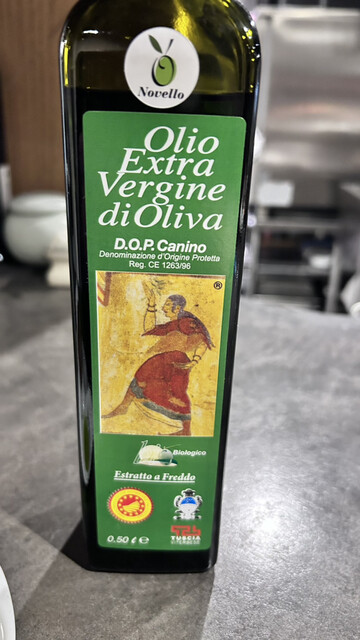 Novello
Olio
Extra
Vergine
di Oliva
D.O.P. Canino
Denominazione d'Origine Protetta
Reg. CE 1263/96
®
Biologico
Estratto a Freddo
0.50 ℓ e
TUSCIA
VITERBESE